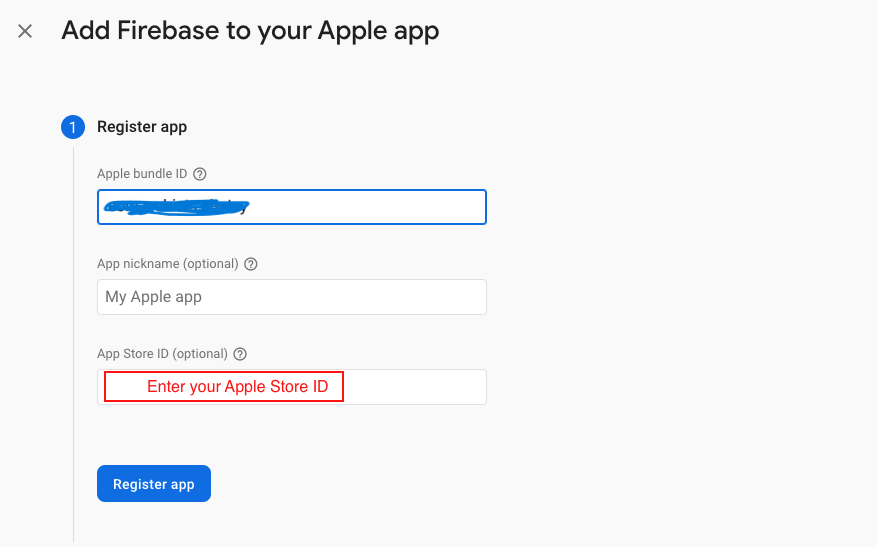 Add Firebase to your Apple app
1 Register app
Apple bundle ID ?
App nickname (optional) ?
My Apple app
App Store ID (optional) ?
Enter your Apple Store ID
Register app